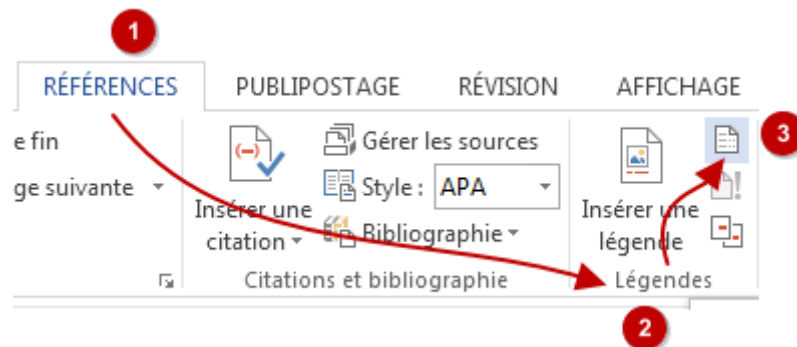 1
RÉFÉRENCES PUBLIPOSTAGE RÉVISION AFFICHAGE
3
e fin
ge suivante
Insérer une
citation
Gérer les sources
Style : APA
Bibliographie
Citations et bibliographie
Insérer une
légende
Légendes
2